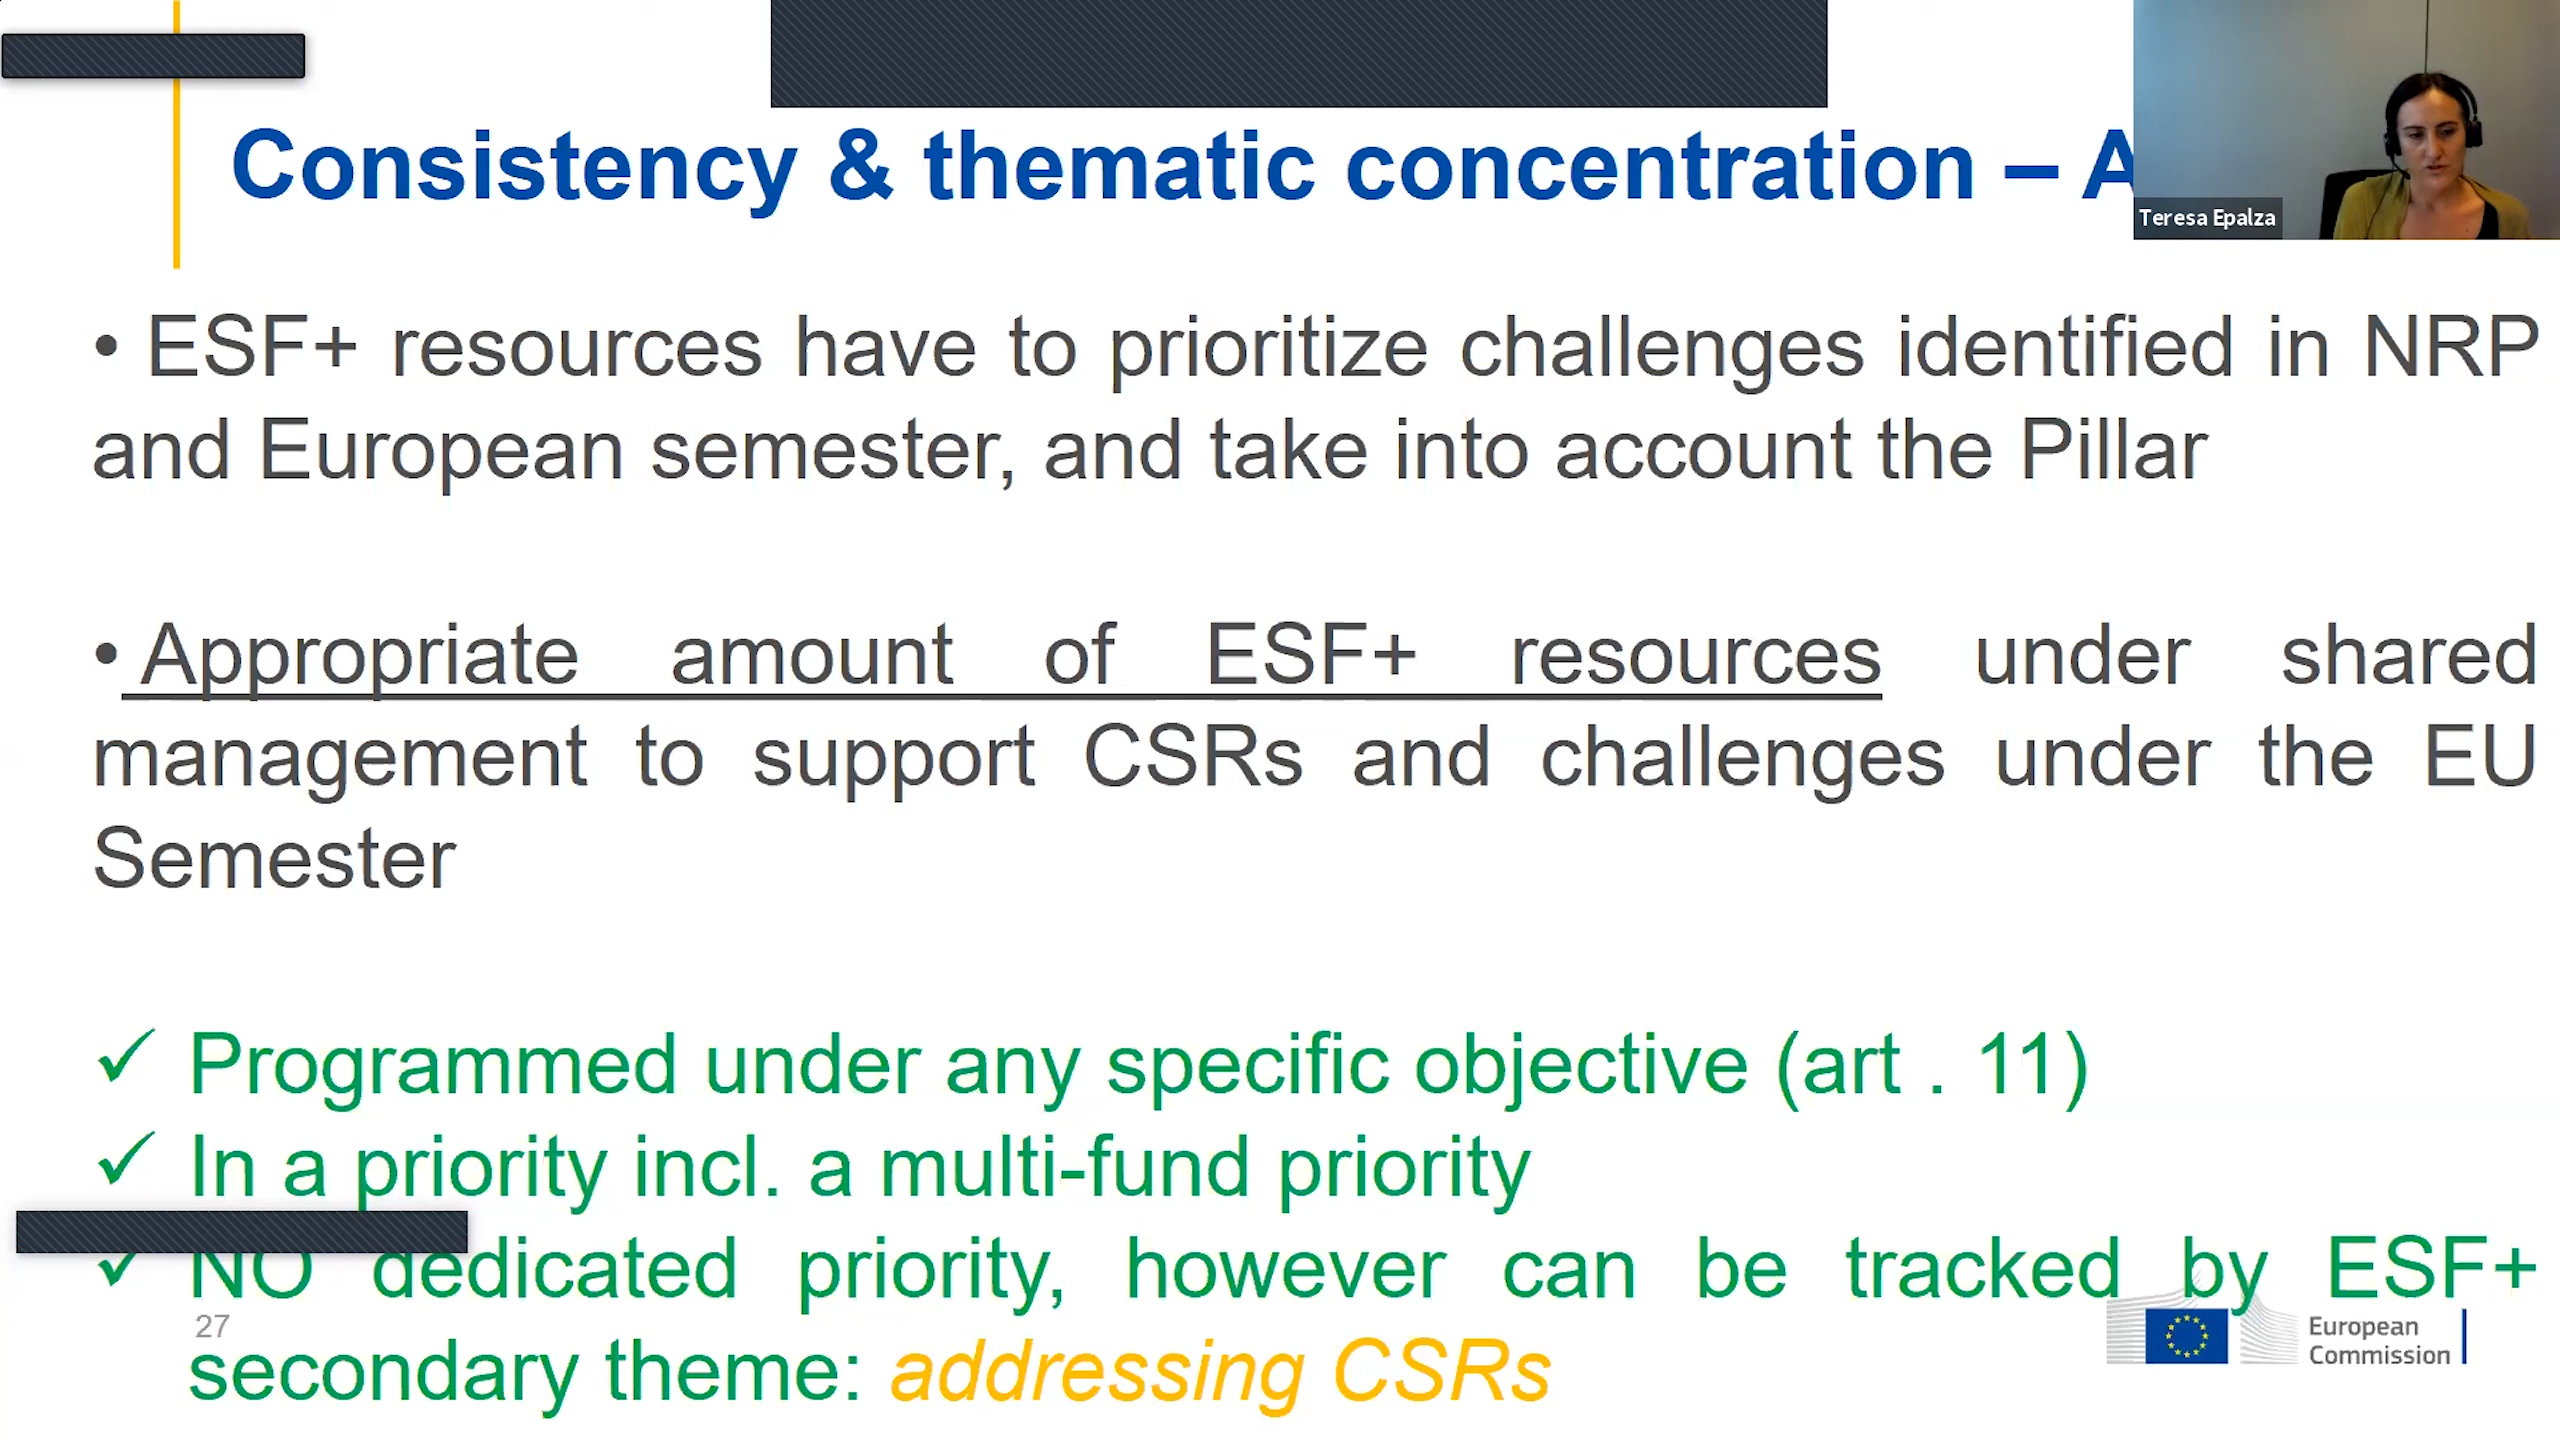 Consistency & thematic concentration – A
Teresa Epalza
• ESF+ resources have to prioritize challenges identified in NRP
and European semester, and take into account the Pillar
• Appropriate amount of ESF+ resources under shared
management to support CSRs and challenges under the EU
Semester
✓ Programmed under any specific objective (art . 11)
✓ In a priority incl. a multi-fund priority
✓ NO dedicated priority, however can be tracked by ESF+
secondary theme: addressing CSRs
27
European
Commission